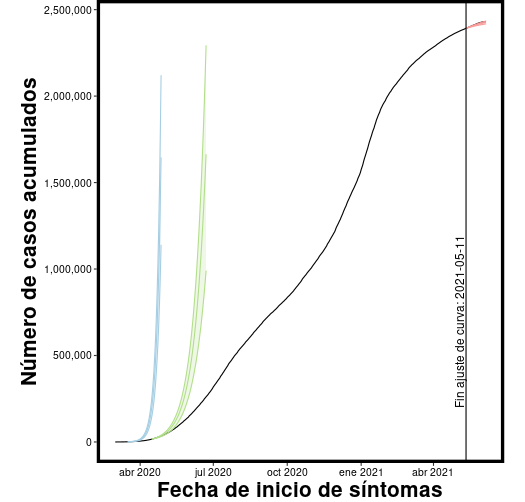 Número de casos acumulados
2,500,000
2,000,000
1,500,000
1,000,000
500,000
0
Fin ajuste de curva: 2021-05-11
abr 2020
jul 2020
oct 2020
ene 2021
abr 2021
Fecha de inicio de síntomas